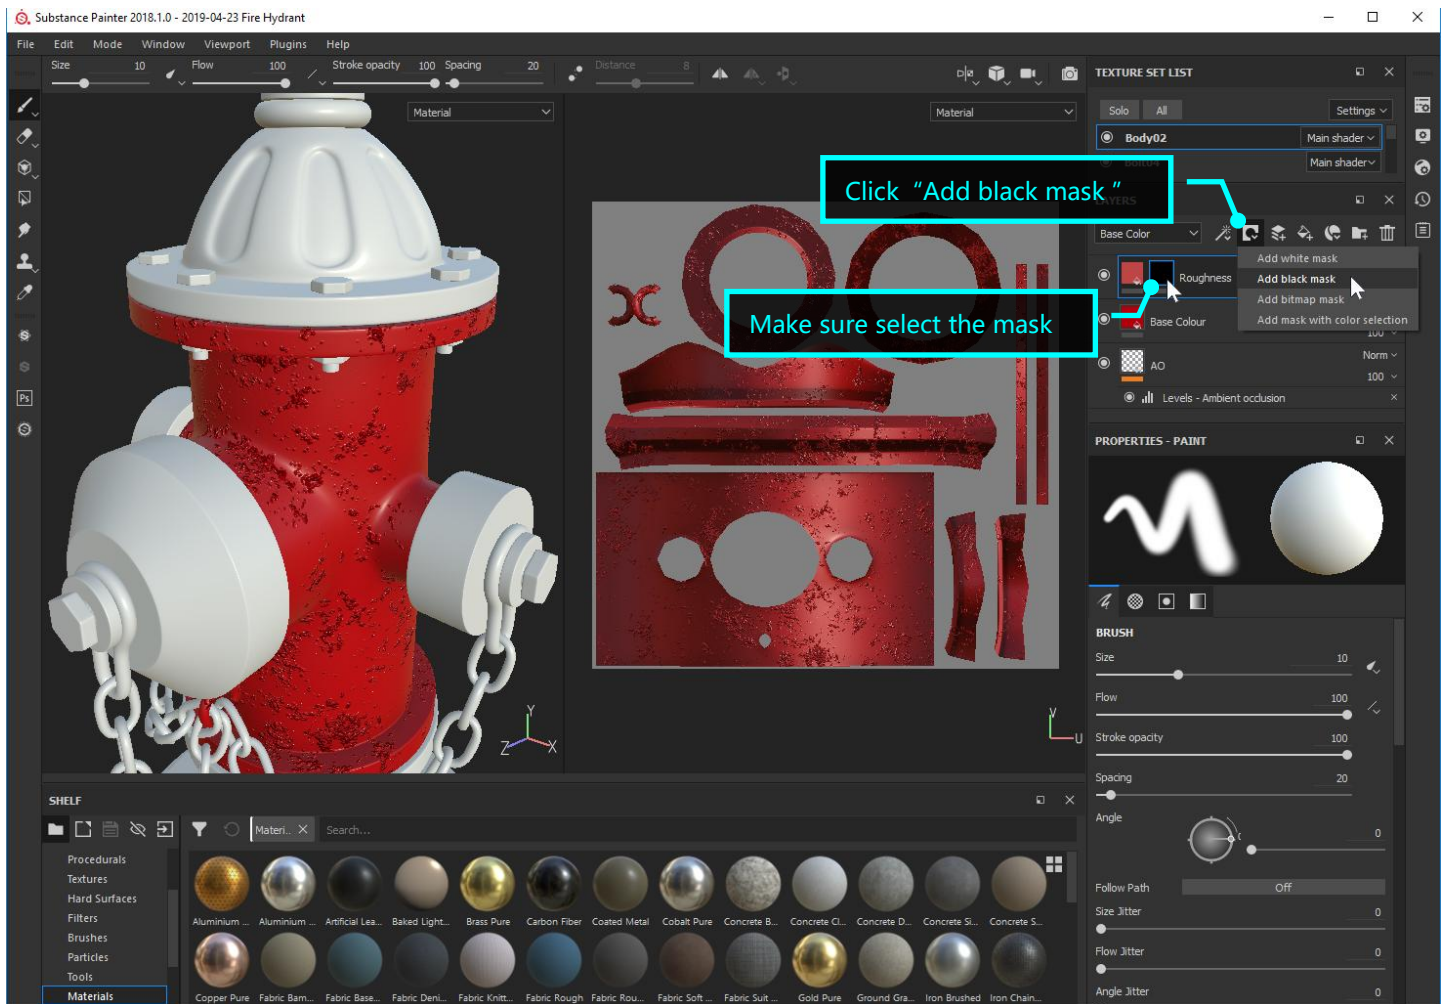 Substance Painter 2018.1.0 - 2019-04-23 Fire Hydrant
File Edit Mode Window Viewport Plugins Help
Size 10 Flow 100 Stroke opacity 100 Spacing 20 Distance 8
Material
Material
TEXTURE SET LIST
Solo All Settings
Body02 Main shader
Main shader
Click “Add black mask ”
LAYERS
Base Color
Add white mask
Roughness Add black mask
Add bitmap mask
Make sure select the mask
Base Colour Add mask with color selection
100
AO Norm
100
Levels - Ambient occlusion
PROPERTIES - PAINT
BRUSH
Size 10
Flow 100
Stroke opacity 100
Spacing 20
Angle 0
Follow Path Off
Size Jitter 0
Flow Jitter 0
Angle Jitter 0
Y
Z X
V
U
SHELF
Ps
Materi.. Search...
Procedurals
Textures
Hard Surfaces
Filters
Brushes
Particles
Tools
Materials
Aluminium ... Aluminium ... Artificial Lea... Baked Light... Brass Pure Carbon Fiber Coated Metal Cobalt Pure Concrete B... Concrete Cl... Concrete D... Concrete Si... Concrete S...
Copper Pure Fabric Bam... Fabric Base... Fabric Deni... Fabric Knitt... Fabric Rough Fabric Rou... Fabric Soft ... Fabric Suit ... Gold Pure Ground Gra... Iron Brushed Iron Chain...